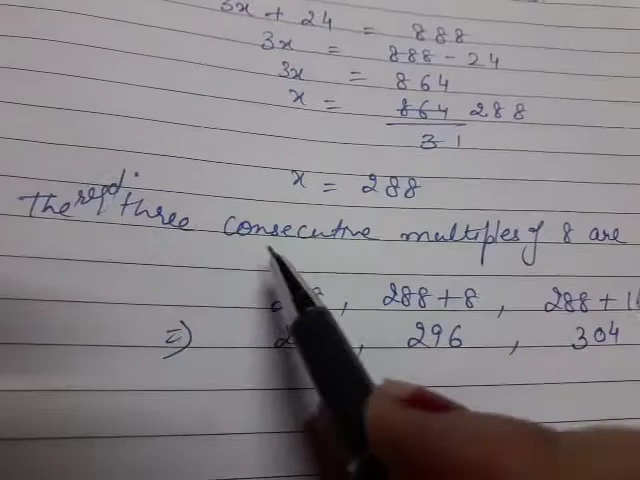 3x + 24 = 888
3x = 888 - 24
3x = 864
x = 864 288
3 1
x = 288
The reqd. three consecutive multiples of 8 are
, 288+8 , 288 + 1
=) , 296 , 304